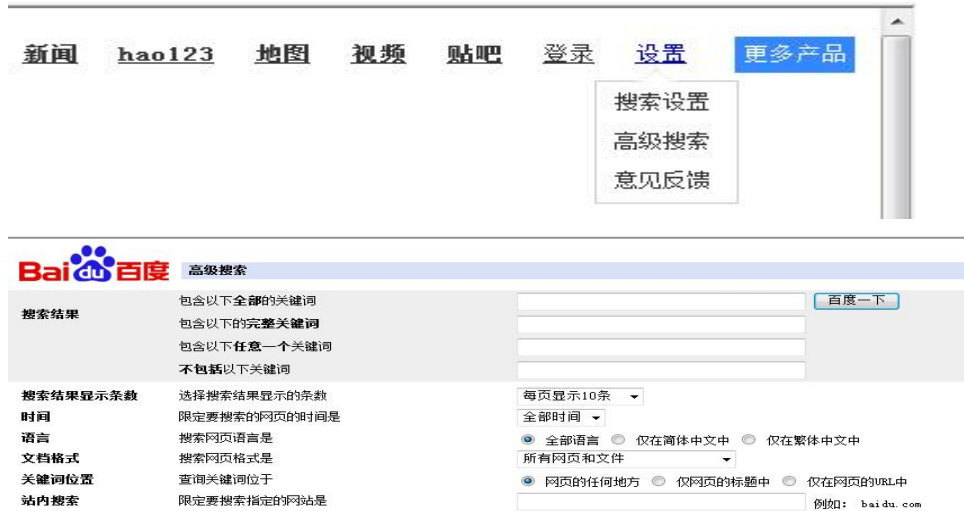 新闻 hao123 地图 视频 贴吧 登录 设置 更多产品
搜索设置
高级搜索
意见反馈
Baidu百度 高级搜索
搜索结果 包含以下全部的关键词 百度一下
包含以下的完整关键词
包含以下任意一个关键词
不包括以下关键词
搜索结果显示条数 选择搜索结果显示的条数 每页显示10条
时间 限定要搜索的网页的时间是 全部时间
语言 搜索网页语言是 全部语言 仅在简体中文中 仅在繁体中文中
文档格式 搜索网页格式是 所有网页和文件
关键词位置 查询关键词位于 网页的任何地方 仅网页的标题中 仅在网页的URL中
站内搜索 限定要搜索指定的网站是 例如: baidu.com